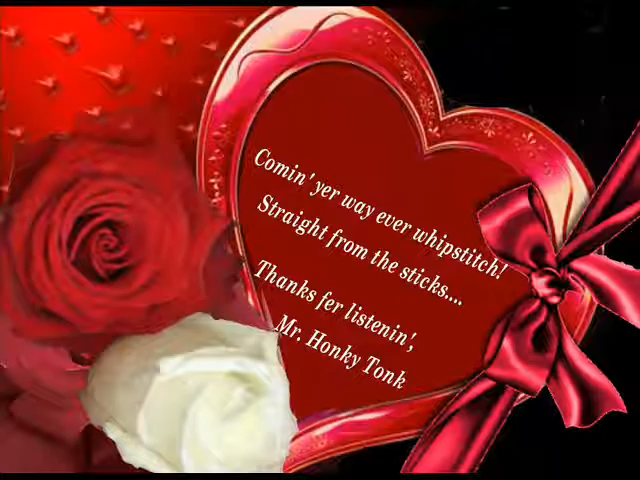 Comin' yer way ever whipstitch!
Straight from the sticks....
Thanks fer listenin',
Mr. Honky Tonk